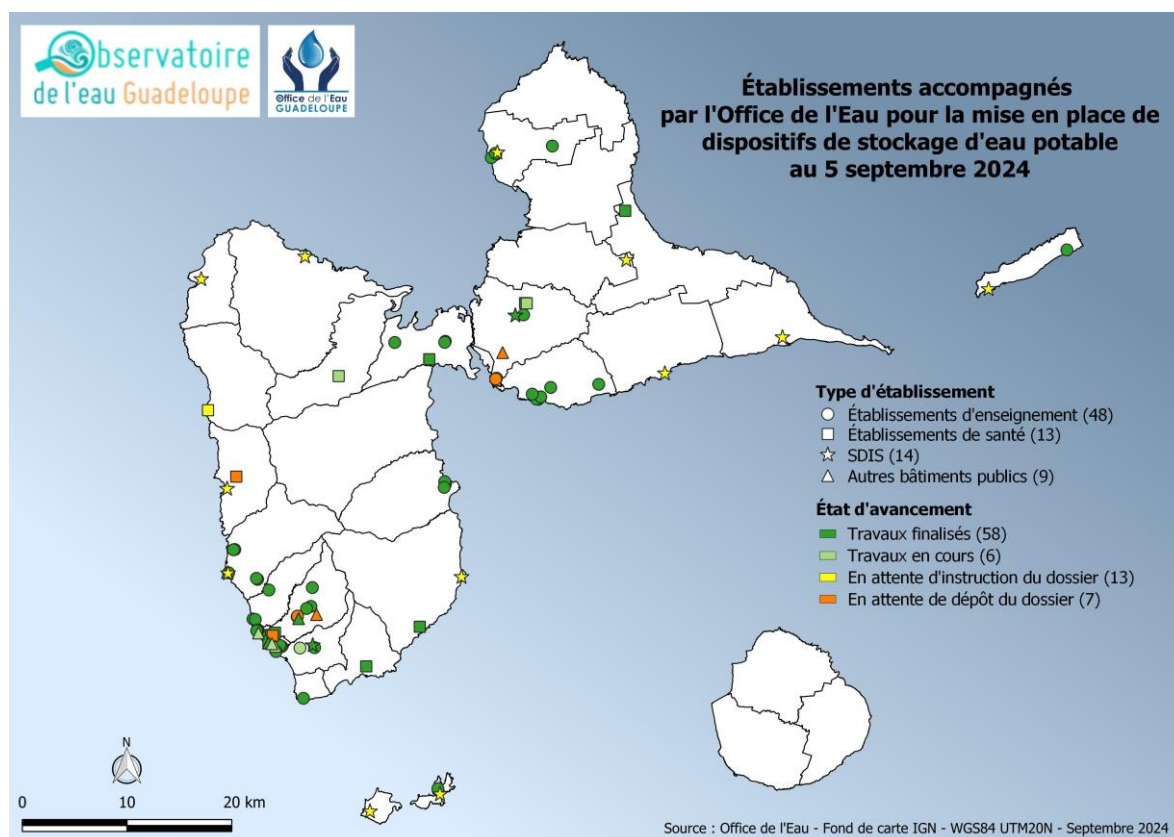 Observatoire
de l'eau Guadeloupe
Office de l'Eau
GUADELOUPE
Établissements accompagnés
par l'Office de l'Eau pour la mise en place de
dispositifs de stockage d'eau potable
au 5 septembre 2024
Type d'établissement
Établissements d'enseignement (48)
Établissements de santé (13)
SDIS (14)
Autres bâtiments publics (9)
État d'avancement
Travaux finalisés (58)
Travaux en cours (6)
En attente d'instruction du dossier (13)
En attente de dépôt du dossier (7)
N
0 10 20 km
Source : Office de l'Eau - Fond de carte IGN - WGS84 UTM20N - Septembre 2024